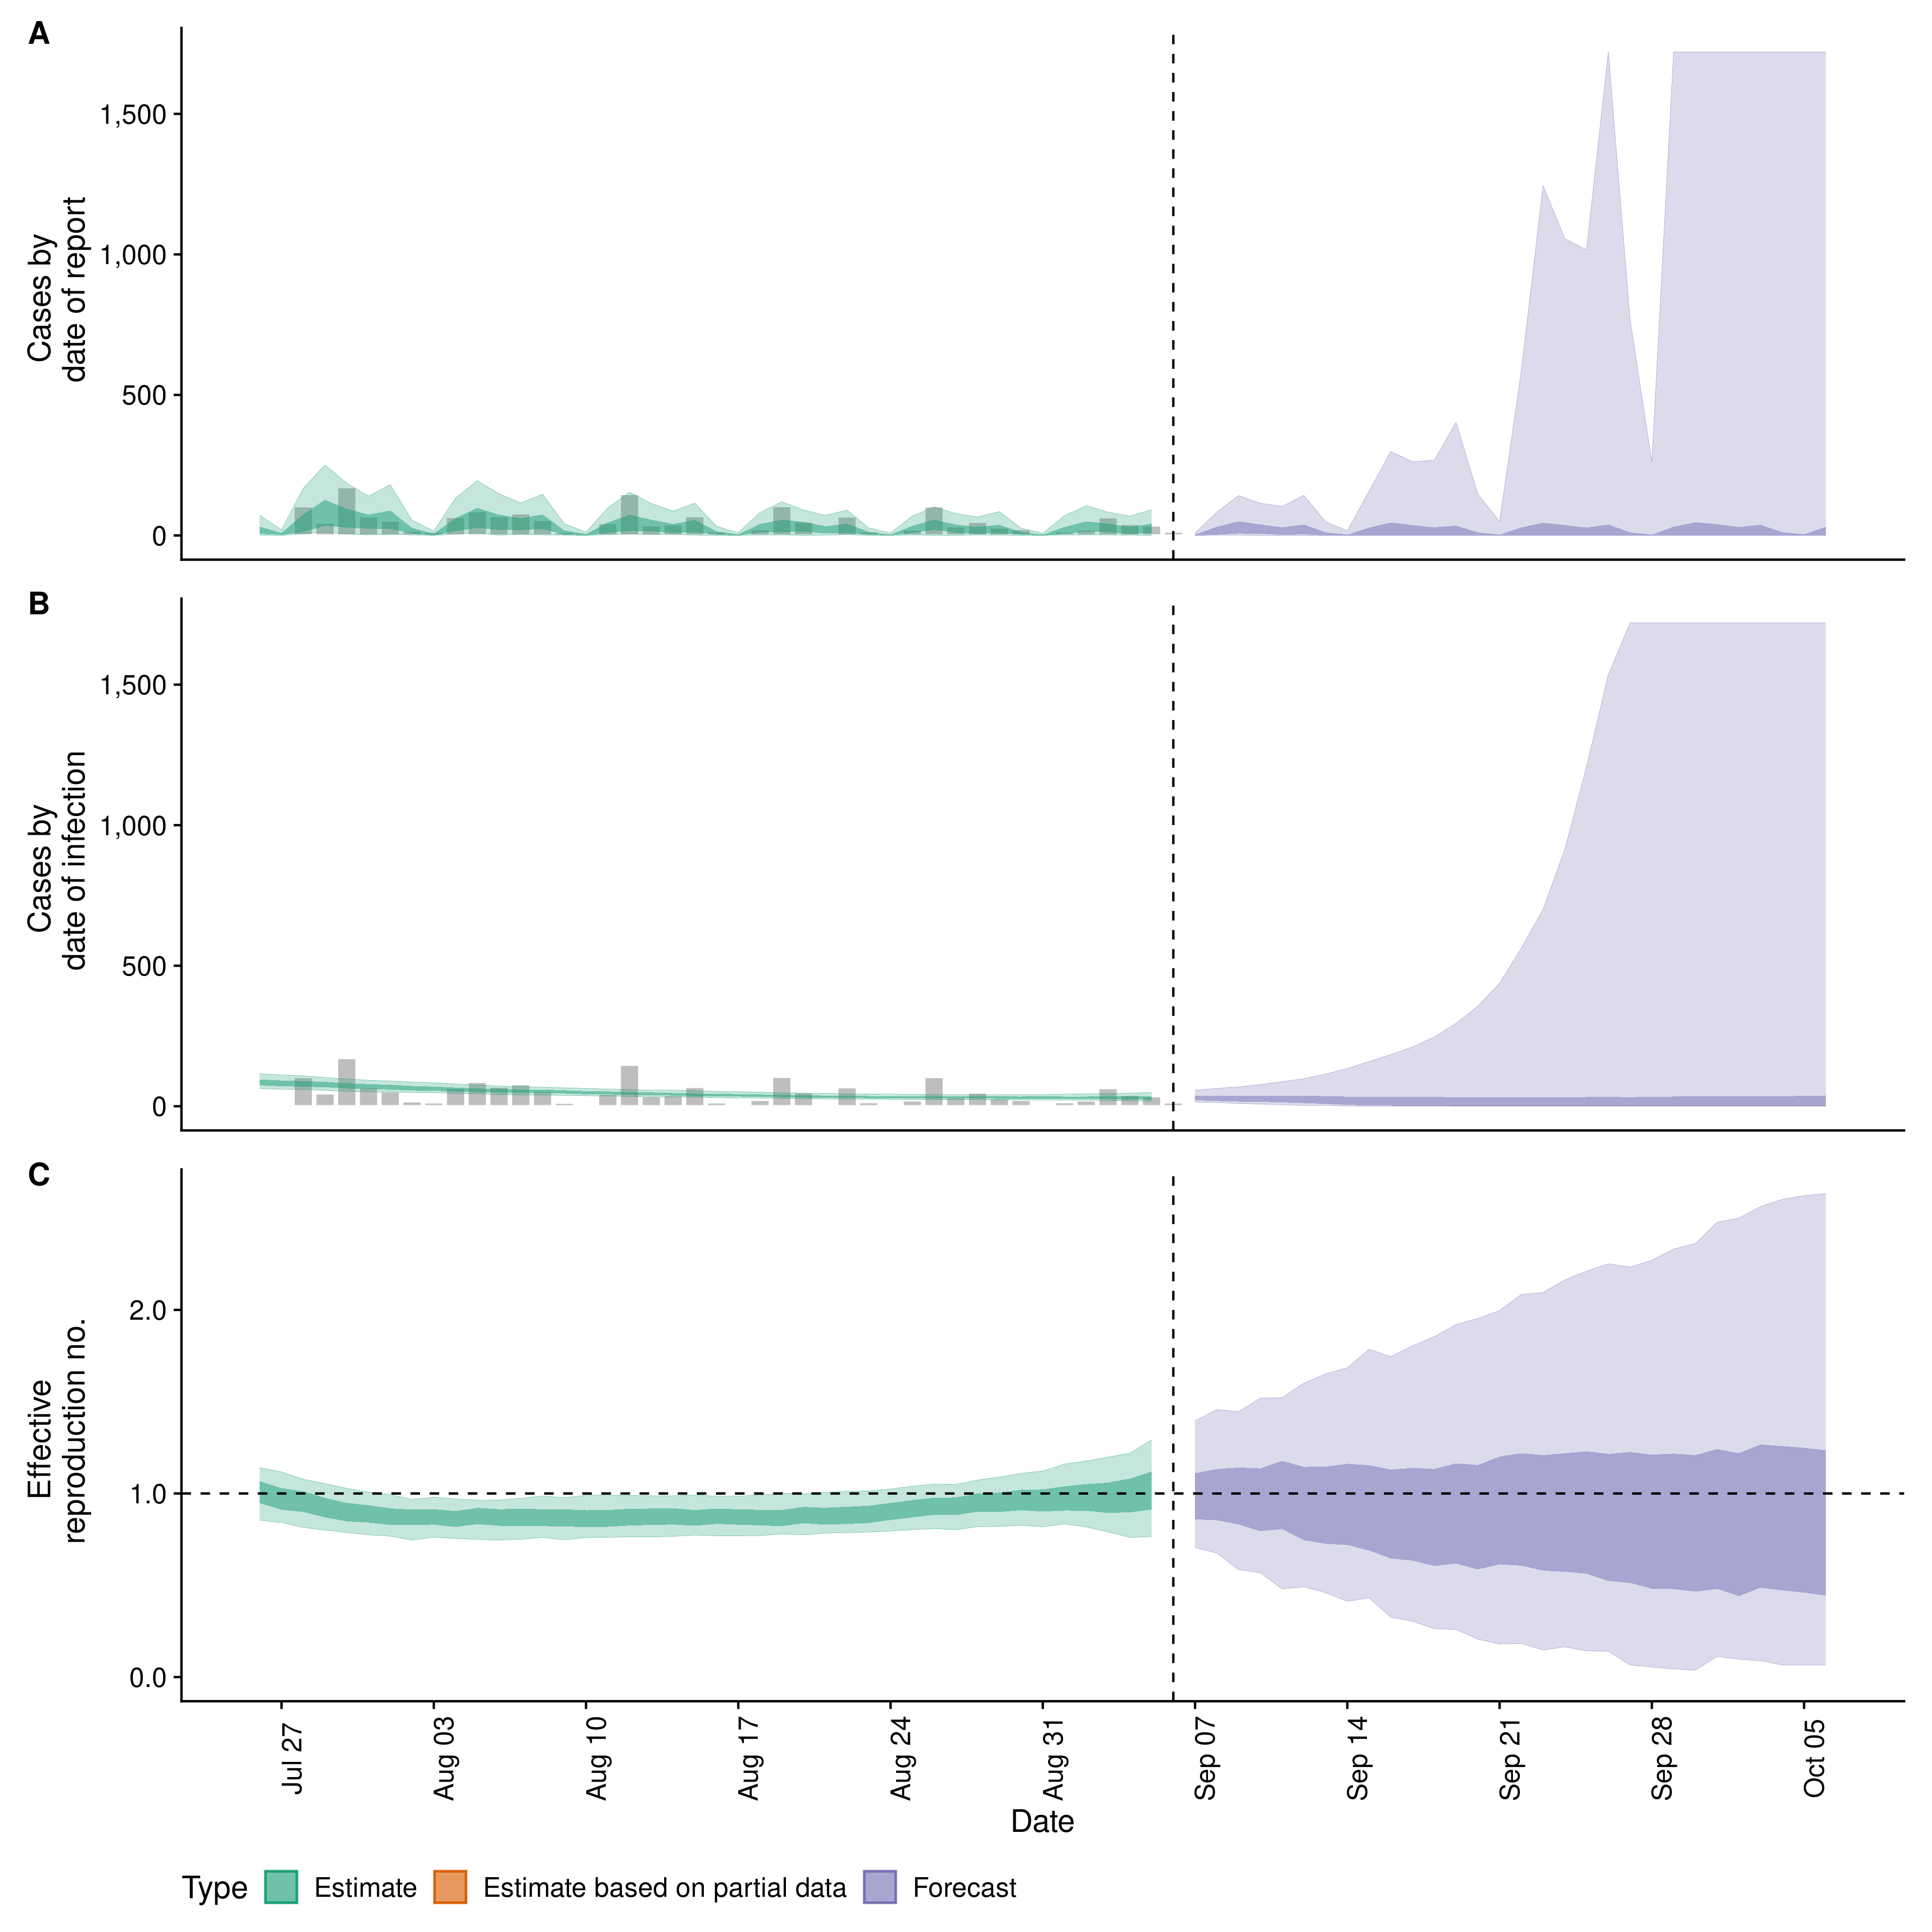 A
Cases by
date of report
1,500
1,000
500
0
B
Cases by
date of infection
1,500
1,000
500
0
C
Effective
reproduction no.
2.0
1.0
0.0
Jul 27
Aug 03
Aug 10
Aug 17
Aug 24
Aug 31
Sep 07
Sep 14
Sep 21
Sep 28
Oct 05
Date
Type Estimate Estimate based on partial data Forecast